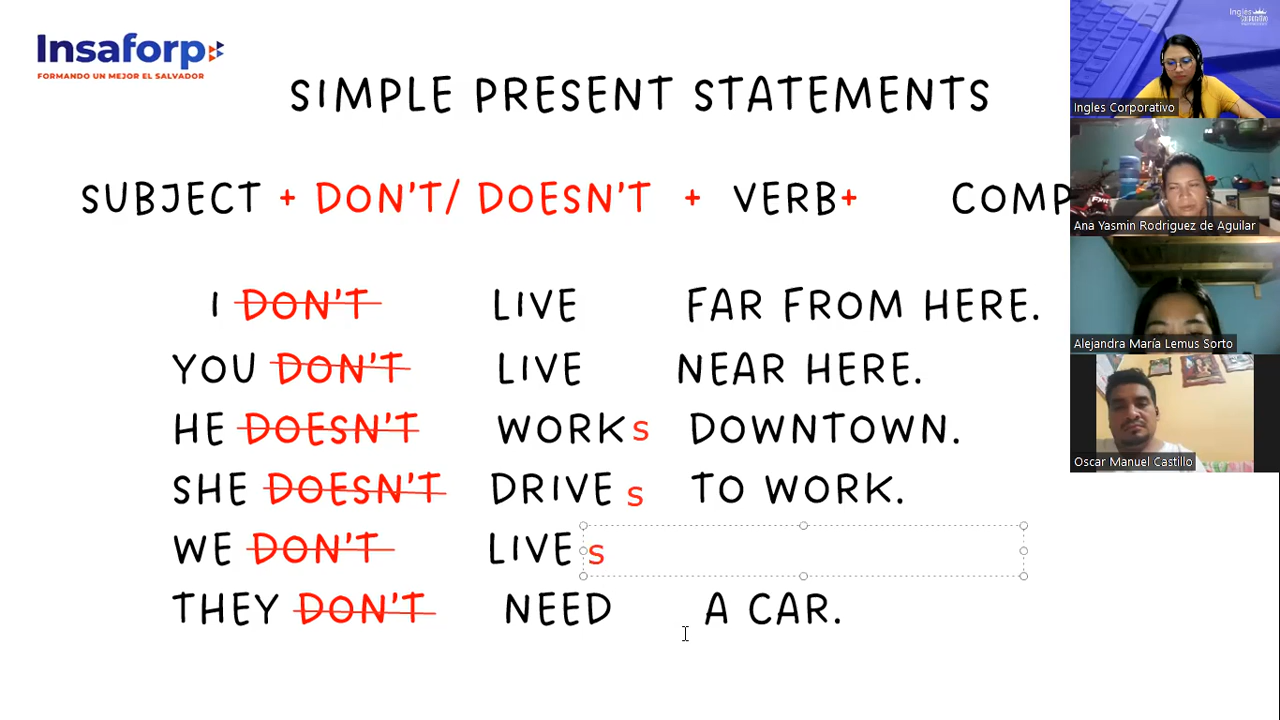 Insaforp
FORMANDO UN MEJOR EL SALVADOR
SIMPLE PRESENT STATEMENTS
SUBJECT + DON'T/ DOESN'T + VERB+ COMP
I DON'T LIVE FAR FROM HERE.
YOU DON'T LIVE NEAR HERE.
HE DOESN'T WORKs DOWNTOWN.
SHE DOESN'T DRIVE s TO WORK.
WE DON'T LIVE s
THEY DON'T NEED A CAR.
Ingles Corporativo
Ana Yasmin Rodriguez de Aguilar
Alejandra María Lemus Sorto
Oscar Manuel Castillo